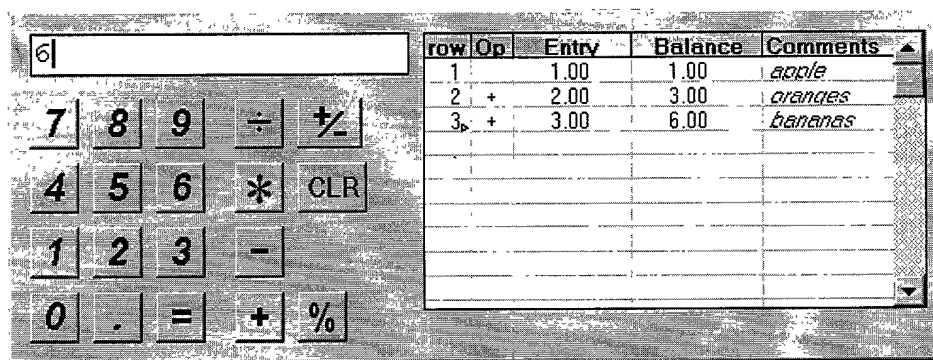 6
7 8 9 ÷ +/-
4 5 6 * CLR
1 2 3 -
0 . = + %
row Op Entry Balance Comments
1 1.00 1.00 apple
2 + 2.00 3.00 oranges
3 + 3.00 6.00 bananas